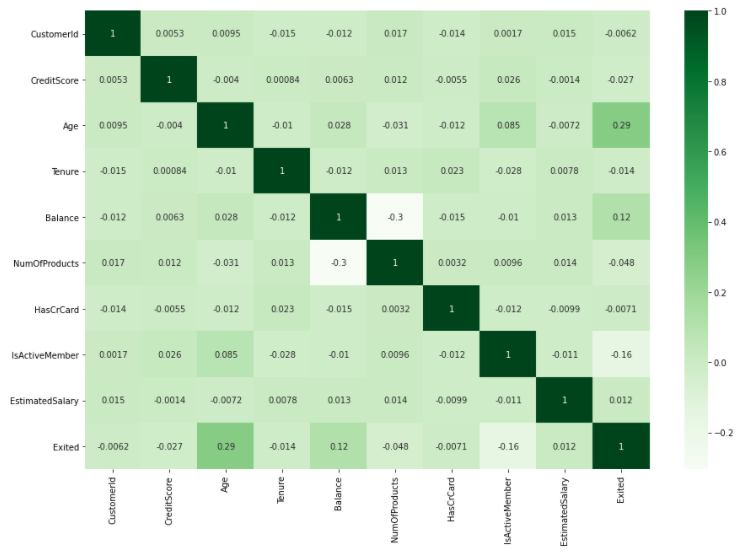 1.0
CustomerId 1 0.0053 0.0095 -0.015 -0.012 0.017 -0.014 0.0017 0.015 -0.0062
CreditScore 0.0053 1 -0.004 0.00084 0.0063 0.012 -0.0055 0.026 -0.0014 -0.027
0.8
Age 0.0095 -0.004 1 -0.01 0.028 -0.031 -0.012 0.085 -0.0072 0.29
Tenure -0.015 0.00084 -0.01 1 -0.012 0.013 0.023 -0.028 0.0078 -0.014
0.6
Balance -0.012 0.0063 0.028 -0.012 1 -0.3 -0.015 -0.01 0.013 0.12
0.4
NumOfProducts 0.017 0.012 -0.031 0.013 -0.3 1 0.0032 0.0096 0.014 -0.048
0.2
HasCrCard -0.014 -0.0055 -0.012 0.023 -0.015 0.0032 1 -0.012 -0.0099 -0.0071
IsActiveMember 0.0017 0.026 0.085 -0.028 -0.01 0.0096 -0.012 1 -0.011 -0.16
0.0
EstimatedSalary 0.015 -0.0014 -0.0072 0.0078 0.013 0.014 -0.0099 -0.011 1 0.012
-0.2
Exited -0.0062 -0.027 0.29 -0.014 0.12 -0.048 -0.0071 -0.16 0.012 1
CustomerId
CreditScore
Age
Tenure
Balance
NumOfProducts
HasCrCard
IsActiveMember
EstimatedSalary
Exited